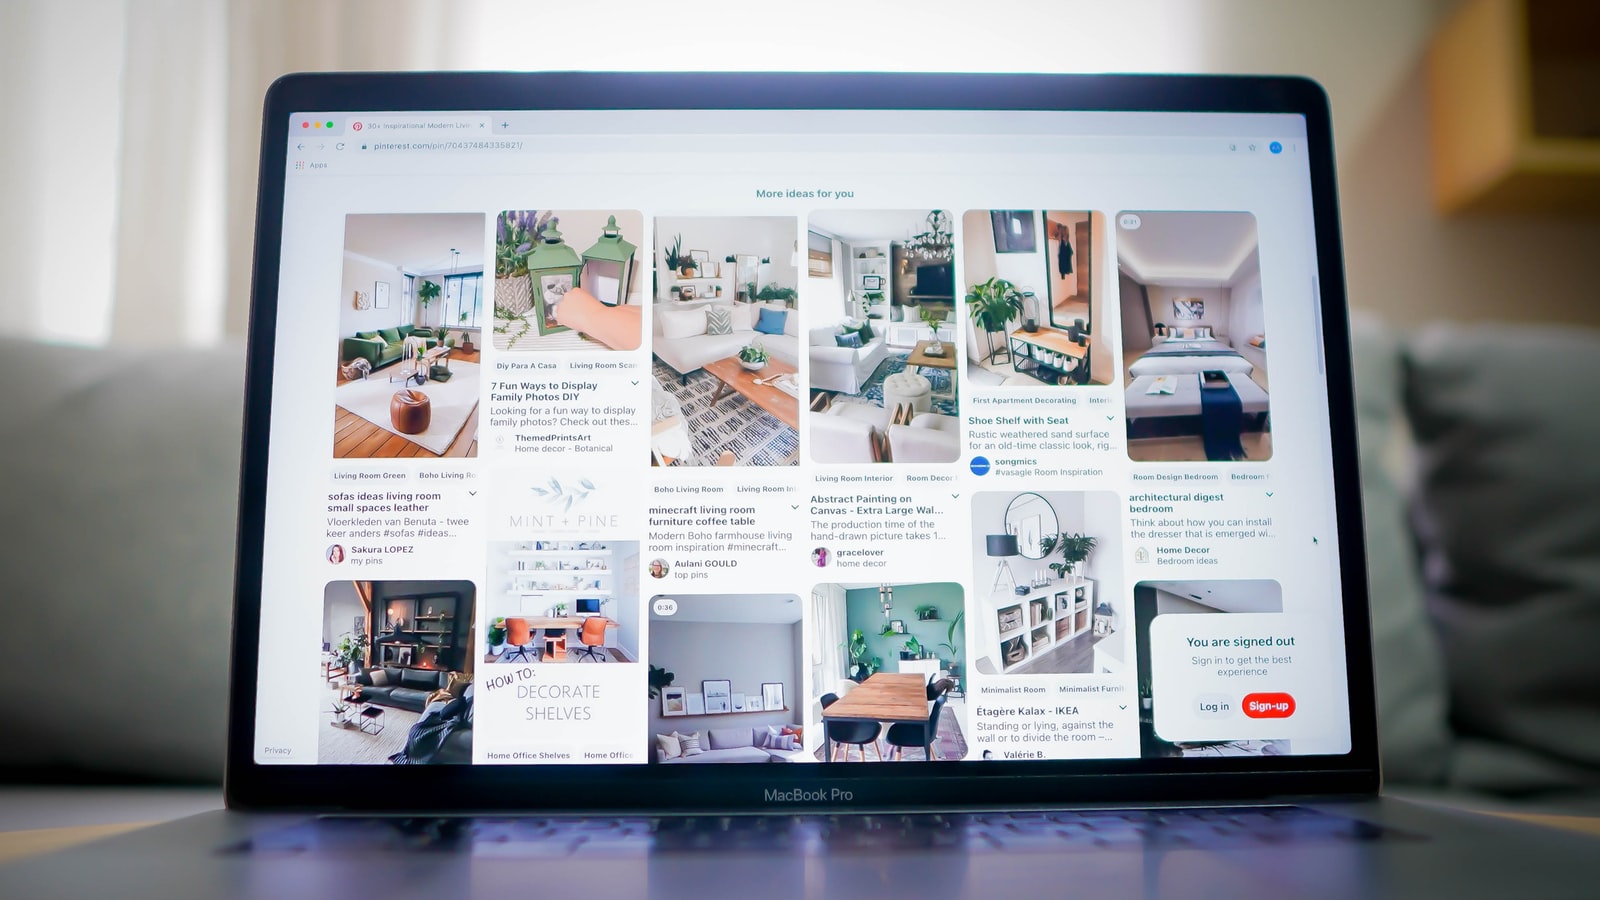 30+ Inspirational Modern Livin
pinterest.com/pin/70437484335821/
Apps
More ideas for you
Living Room Green
Boho Living R
sofas ideas living room
small spaces leather
Vloerkleden van Benuta - twee
keer anders #sofas #ideas...
Sakura LOPEZ
my pins
Diy Para A Casa
Living Room Scan
7 Fun Ways to Display
Family Photos DIY
Looking for a fun way to display
family photos? Check out thes...
ThemedPrintsArt
Home decor - Botanical
MINT + PINE
HOW TO:
DECORATE
SHELVES
Home Office Shelves
Home Office
Boho Living Room
Living Room Int
minecraft living room
furniture coffee table
Modern Boho farmhouse living
room inspiration #minecraft...
Aulani GOULD
top pins
0:36
Living Room Interior
Room Decor
Abstract Painting on
Canvas - Extra Large Wal...
The production time of the
hand-drawn picture takes 1...
gracelover
home decor
First Apartment Decorating
Interi
Shoe Shelf with Seat
Rustic weathered sand surface
for an old-time classic look, rig...
songmics
#vasagle Room Inspiration
Minimalist Room
Minimalist Furni
Étagère Kalax - IKEA
Standing or lying, against the
wall or to divide the room –...
Valérie B.
Room Design Bedroom
Bedroom
architectural digest
bedroom
Think about how you can install
the dresser that is emerged wi...
Home Decor
Bedroom ideas
You are signed out
Sign in to get the best
experience
Log in
Sign-up
Privacy
MacBook Pro